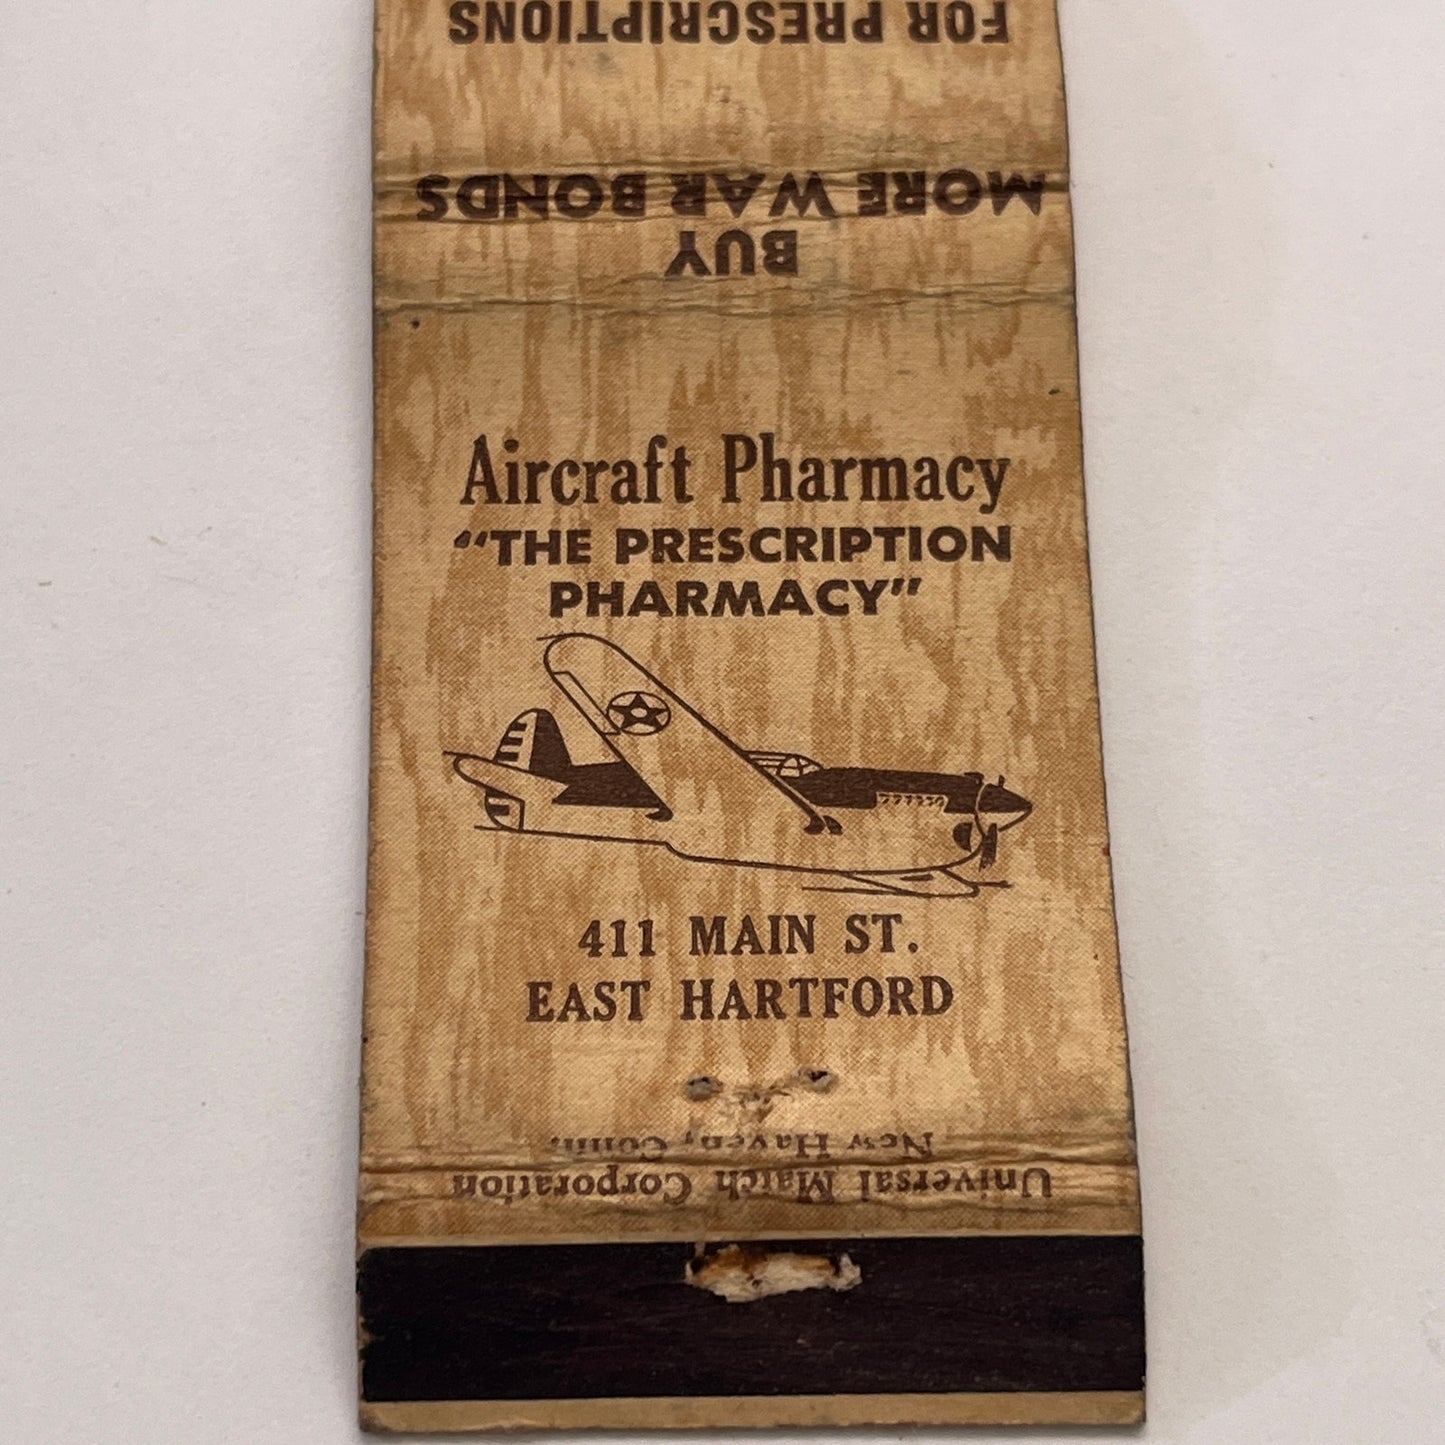 FOR PRESCRIPTIONS
BUY
MORE WAR BONDS
Aircraft Pharmacy
"THE PRESCRIPTION
PHARMACY"
411 MAIN ST.
EAST HARTFORD
Universal Match Corporation
New Haven, Conn.